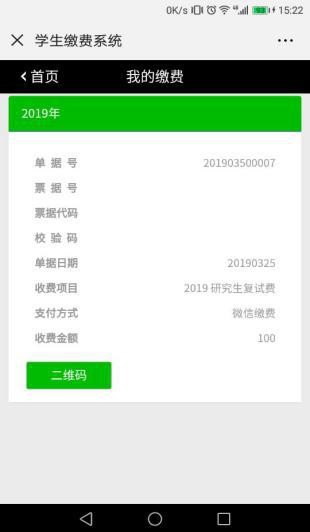 0K/s 15:22
学生缴费系统
首页 我的缴费
2019年
单据号 201903500007
票据号
票据代码
校验码
单据日期 20190325
收费项目 2019 研究生复试费
支付方式 微信缴费
收费金额 100
二维码